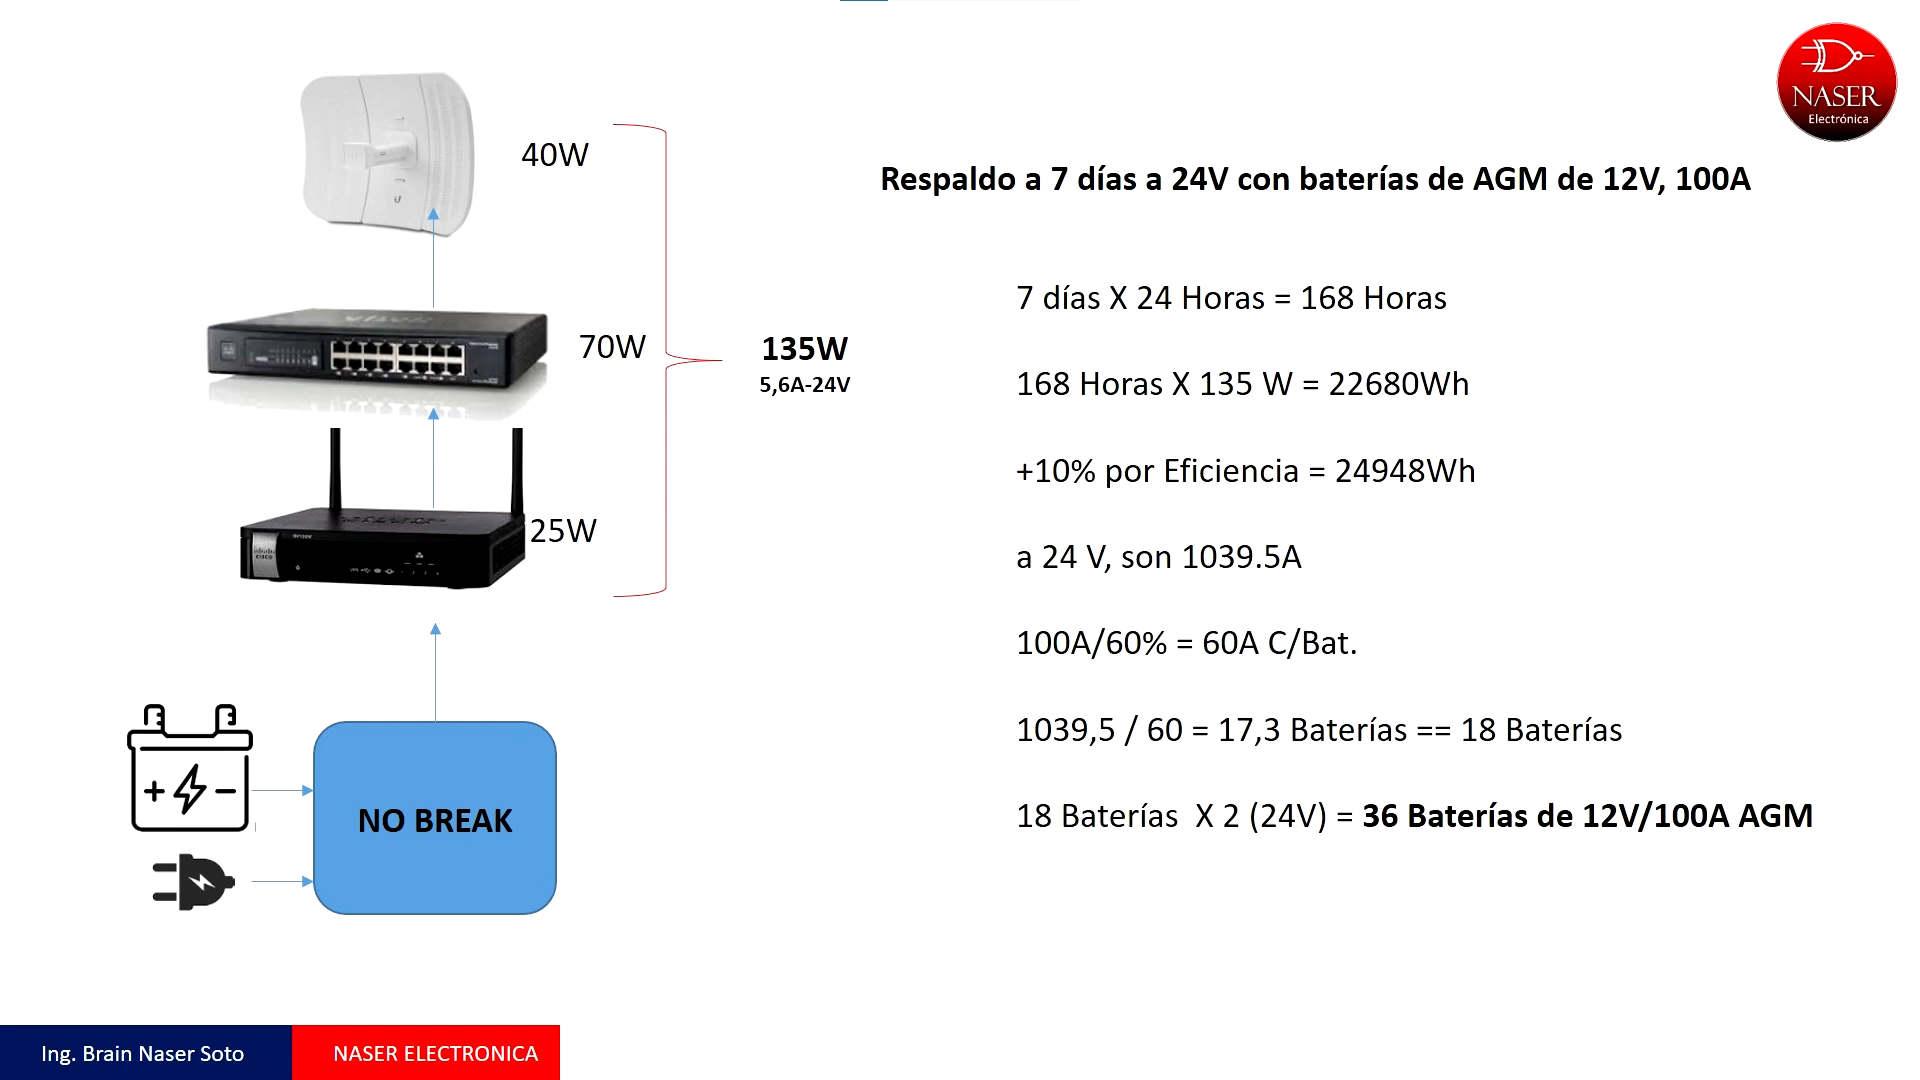 NASER
Electrónica
40W
Respaldo a 7 días a 24V con baterías de AGM de 12V, 100A
7 días X 24 Horas = 168 Horas
70W
135W
5,6A-24V
168 Horas X 135 W = 22680Wh
+10% por Eficiencia = 24948Wh
25W
a 24 V, son 1039.5A
100A/60% = 60A C/Bat.
1039,5 / 60 = 17,3 Baterías == 18 Baterías
NO BREAK
18 Baterías X 2 (24V) = 36 Baterías de 12V/100A AGM
Ing. Brain Naser Soto
NASER ELECTRONICA